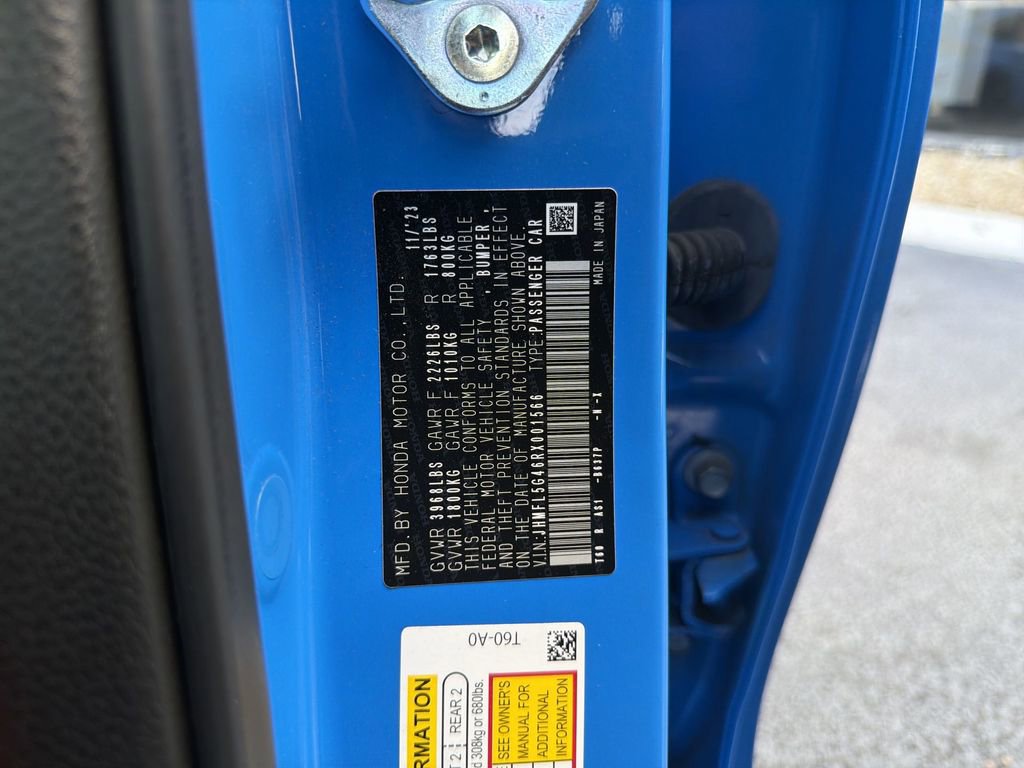 MFD. BY HONDA MOTOR CO., LTD. 11/'23
GVWR 3968LBS GAWR F 2226LBS R 1763LBS
GVWR 1800KG GAWR F 1010KG R 800KG
THIS VEHICLE CONFORMS TO ALL APPLICABLE
FEDERAL MOTOR VEHICLE SAFETY , BUMPER,
AND THEFT PREVENTION STANDARDS IN EFFECT
ON THE DATE OF MANUFACTURE SHOWN ABOVE.
VIN:JHMFL5G46RX001566 TYPE:PASSENGER CAR
T60 R AS1 -B637P -N -X MADE IN JAPAN
T60-A0
RMATION
T 2 REAR 2
d 308kg or 680lbs.
SEE OWNER'S
MANUAL FOR
ADDITIONAL
INFORMATION